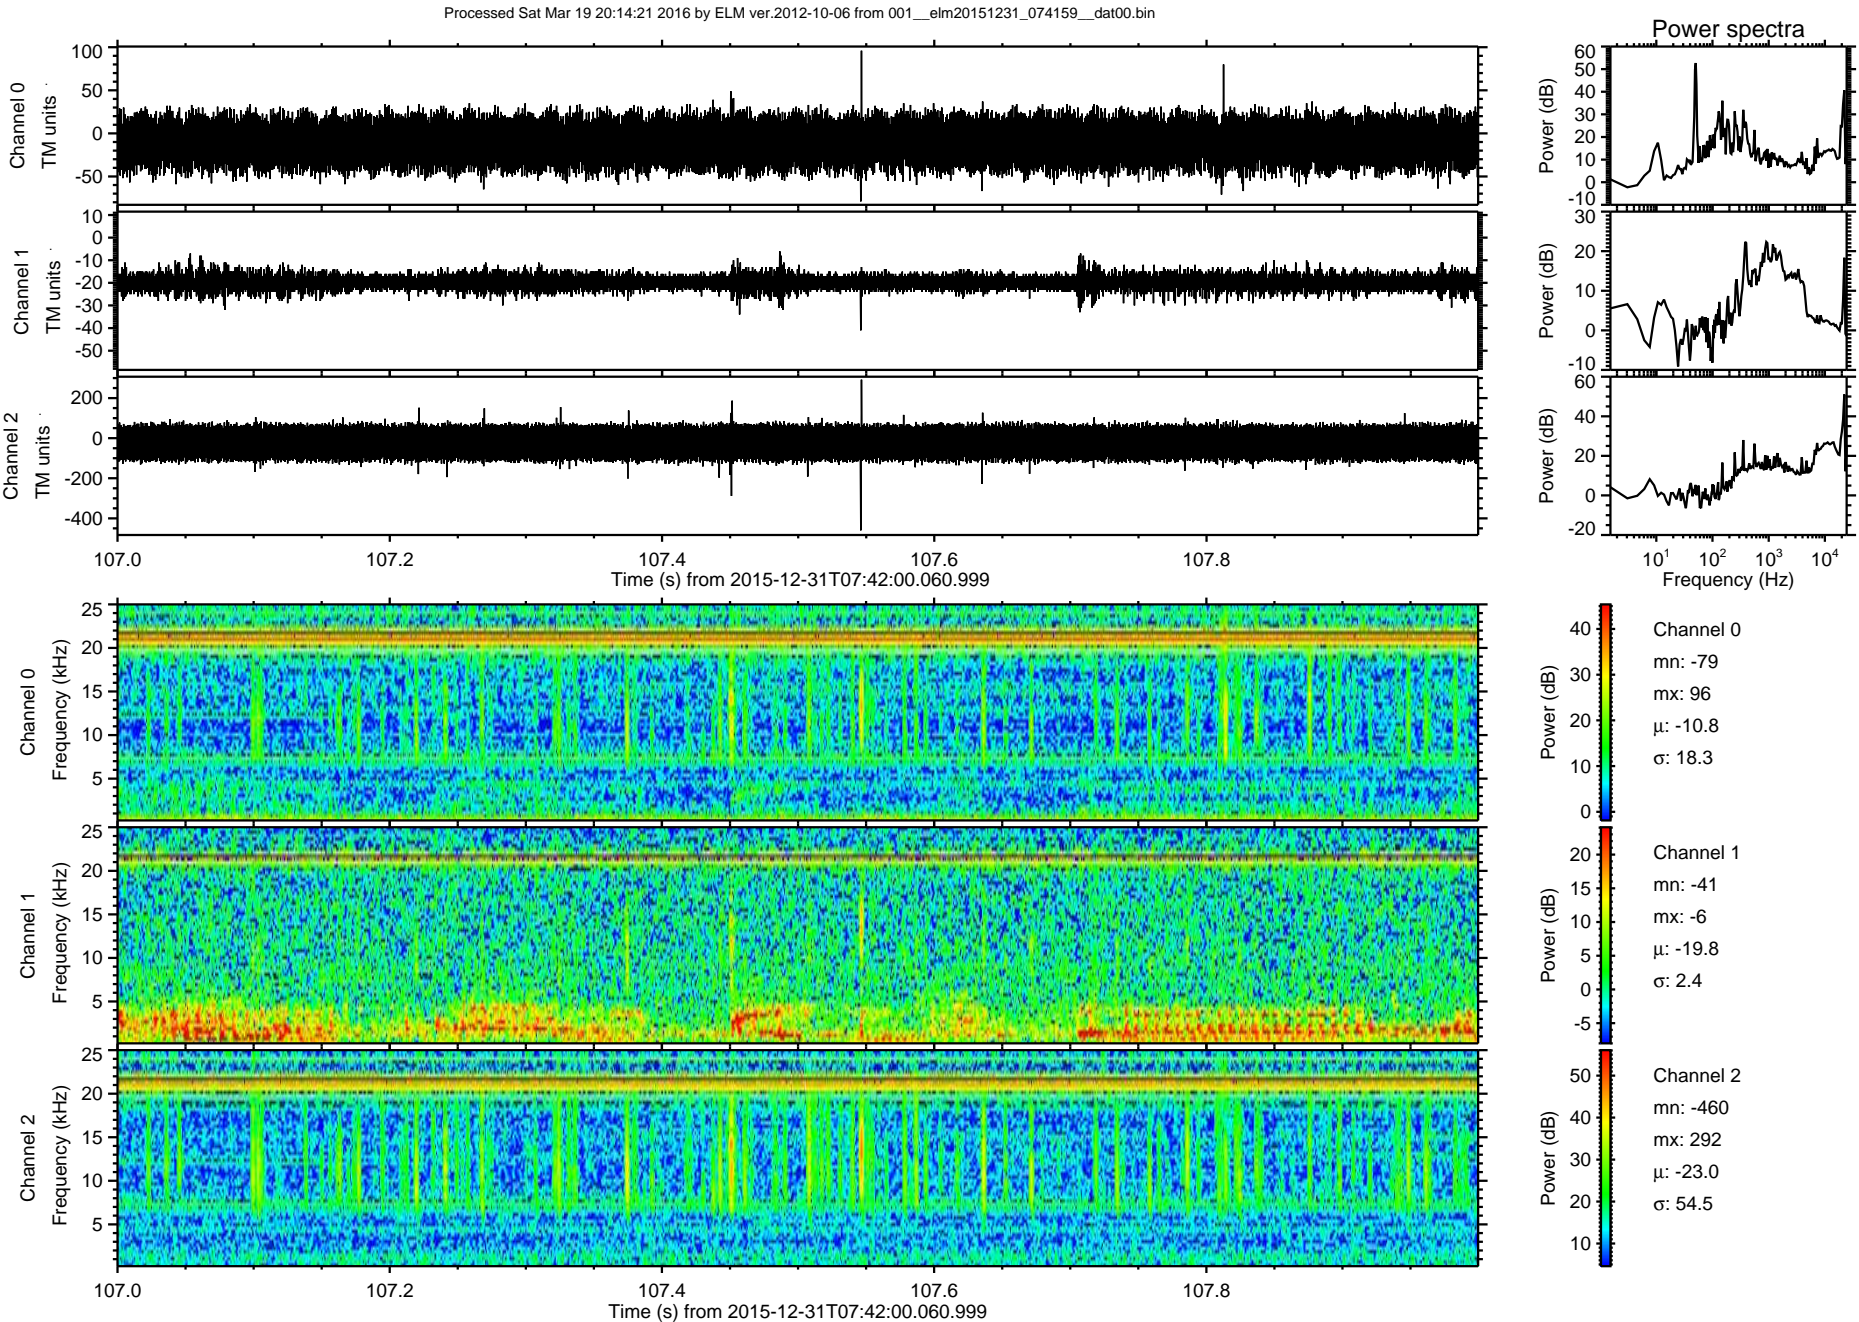 Processed Sat Mar 19 20:14:21 2016 by ELM ver.2012-10-06 from 001__elm20151231_074159__dat00.bin
Power spectra
Channel 0
TM units
100
50
0
-50
Power (dB)
60
50
40
30
20
10
0
-10
Channel 1
TM units
10
0
-10
-20
-30
-40
-50
Power (dB)
30
20
10
0
-10
Channel 2
TM units
200
0
-200
-400
Power (dB)
60
40
20
0
-20
107.0 107.2 107.4 107.6 107.8
Time (s) from 2015-12-31T07:42:00.060.999
10^1 10^2 10^3 10^4
Frequency (Hz)
Channel 0
Frequency (kHz)
25
20
15
10
5
Power (dB)
40
30
20
10
0
Channel 0
mn: -79
mx: 96
μ: -10.8
σ: 18.3
Channel 1
Frequency (kHz)
25
20
15
10
5
Power (dB)
20
15
10
5
0
-5
Channel 1
mn: -41
mx: -6
μ: -19.8
σ: 2.4
Channel 2
Frequency (kHz)
25
20
15
10
5
Power (dB)
50
40
30
20
10
Channel 2
mn: -460
mx: 292
μ: -23.0
σ: 54.5
107.0 107.2 107.4 107.6 107.8
Time (s) from 2015-12-31T07:42:00.060.999